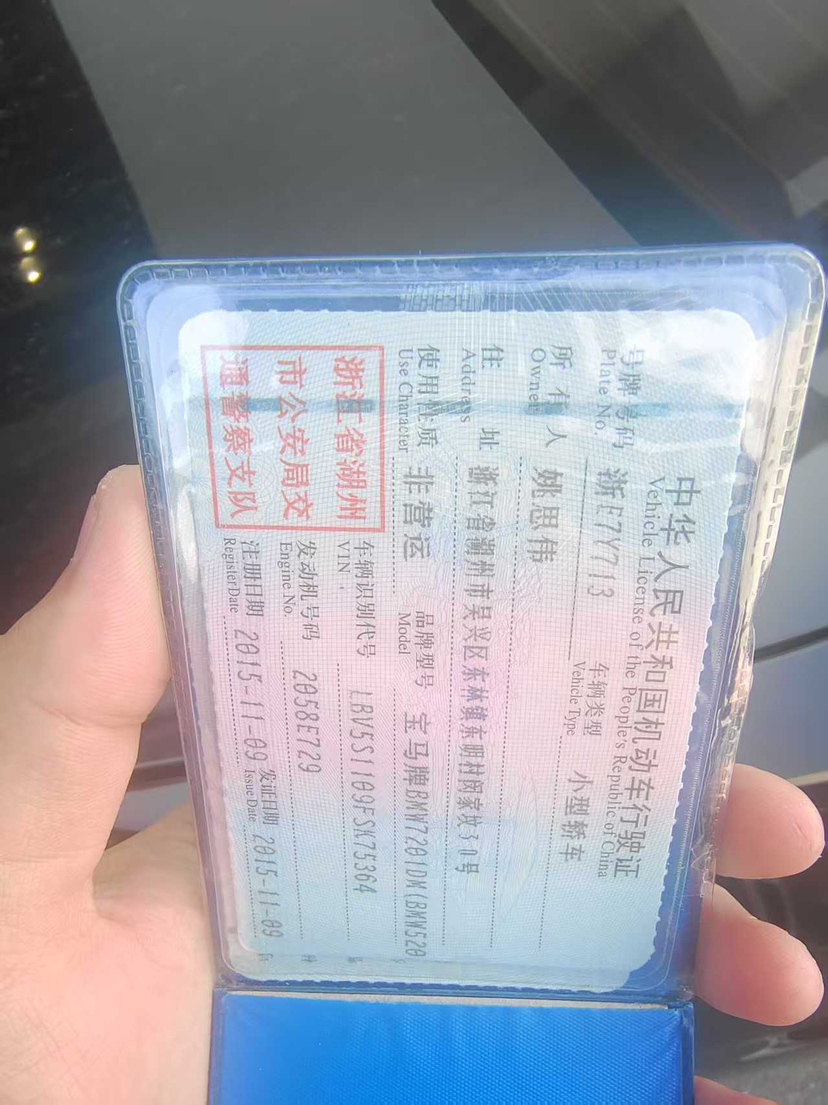 中华人民共和国机动车行驶证
Vehicle License of the People's Republic of China
号牌号码 浙E7Y713 车辆类型 小型轿车
Plate No. Vehicle Type
所有人 姚思伟
Owner
住址 浙江省湖州市吴兴区东林镇东明村闵家坟30号
Address
使用性质 非营运 品牌型号 宝马牌BMW7201DM(BMW520
Use Character Model
浙江省湖州
市公安局交
通警察支队
车辆识别代号 LBV5S1109FSK75364
VIN
发动机号码 2058E729
Engine No.
注册日期 2015-11-09 发证日期 2015-11-09
Register Date Issue Date